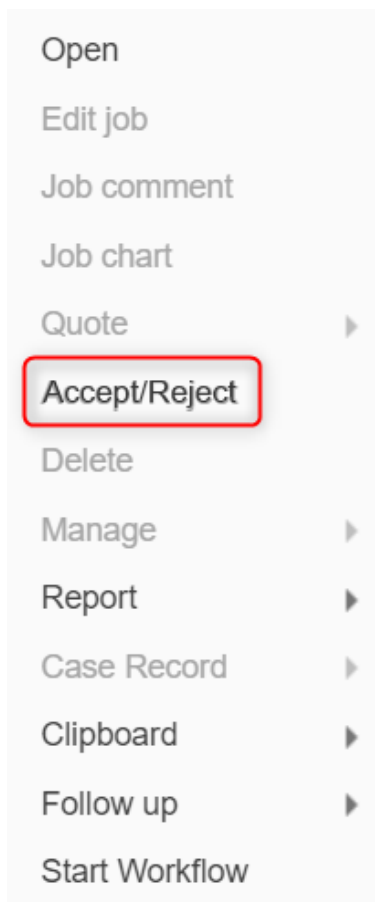 Open
Edit job
Job comment
Job chart
Quote
Accept/Reject
Delete
Manage
Report
Case Record
Clipboard
Follow up
Start Workflow